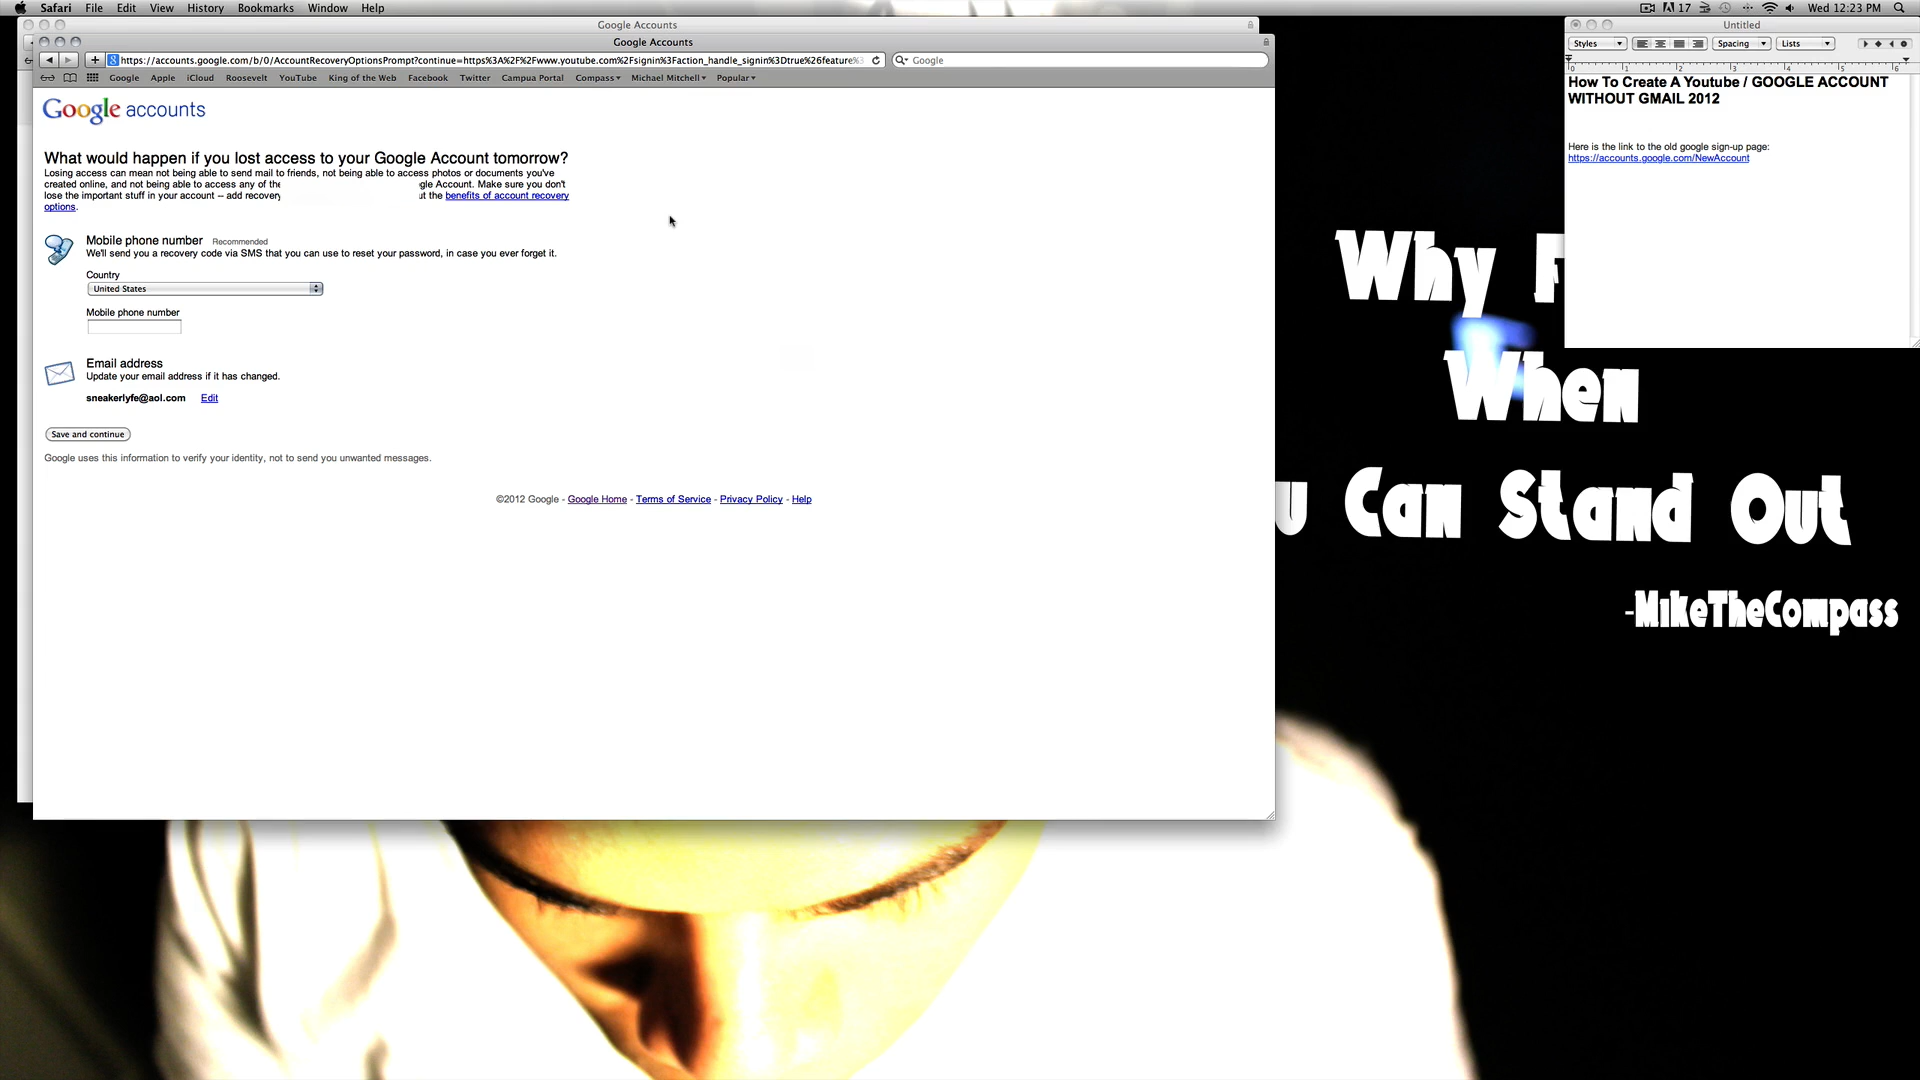 Safari File Edit View History Bookmarks Window Help
17 Wed 12:23 PM
Google Accounts
Google Accounts
https://accounts.google.com/b/0/AccountRecoveryOptionsPrompt?continue=https%3A%2F%2Fwww.youtube.com%2Fsignin%3Faction_handle_signin%3Dtrue%26feature%3
Google
Google Apple iCloud Roosevelt YouTube King of the Web Facebook Twitter Campua Portal Compass Michael Mitchell Popular
Google accounts
What would happen if you lost access to your Google Account tomorrow?
Losing access can mean not being able to send mail to friends, not being able to access photos or documents you've
created online, and not being able to access any of the gle Account. Make sure you don't
lose the important stuff in your account -- add recovery ut the benefits of account recovery
options.
Mobile phone number Recommended
We'll send you a recovery code via SMS that you can use to reset your password, in case you ever forget it.
Country
United States
Mobile phone number
Email address
Update your email address if it has changed.
sneakerlyfe@aol.com Edit
Save and continue
Google uses this information to verify your identity, not to send you unwanted messages.
©2012 Google - Google Home - Terms of Service - Privacy Policy - Help
Untitled
Styles Spacing Lists
0 1 2 3 4 5 6
How To Create A Youtube / GOOGLE ACCOUNT
WITHOUT GMAIL 2012
Here is the link to the old google sign-up page:
https://accounts.google.com/NewAccount
Why F
When
u Can Stand Out
-MikeTheCompass